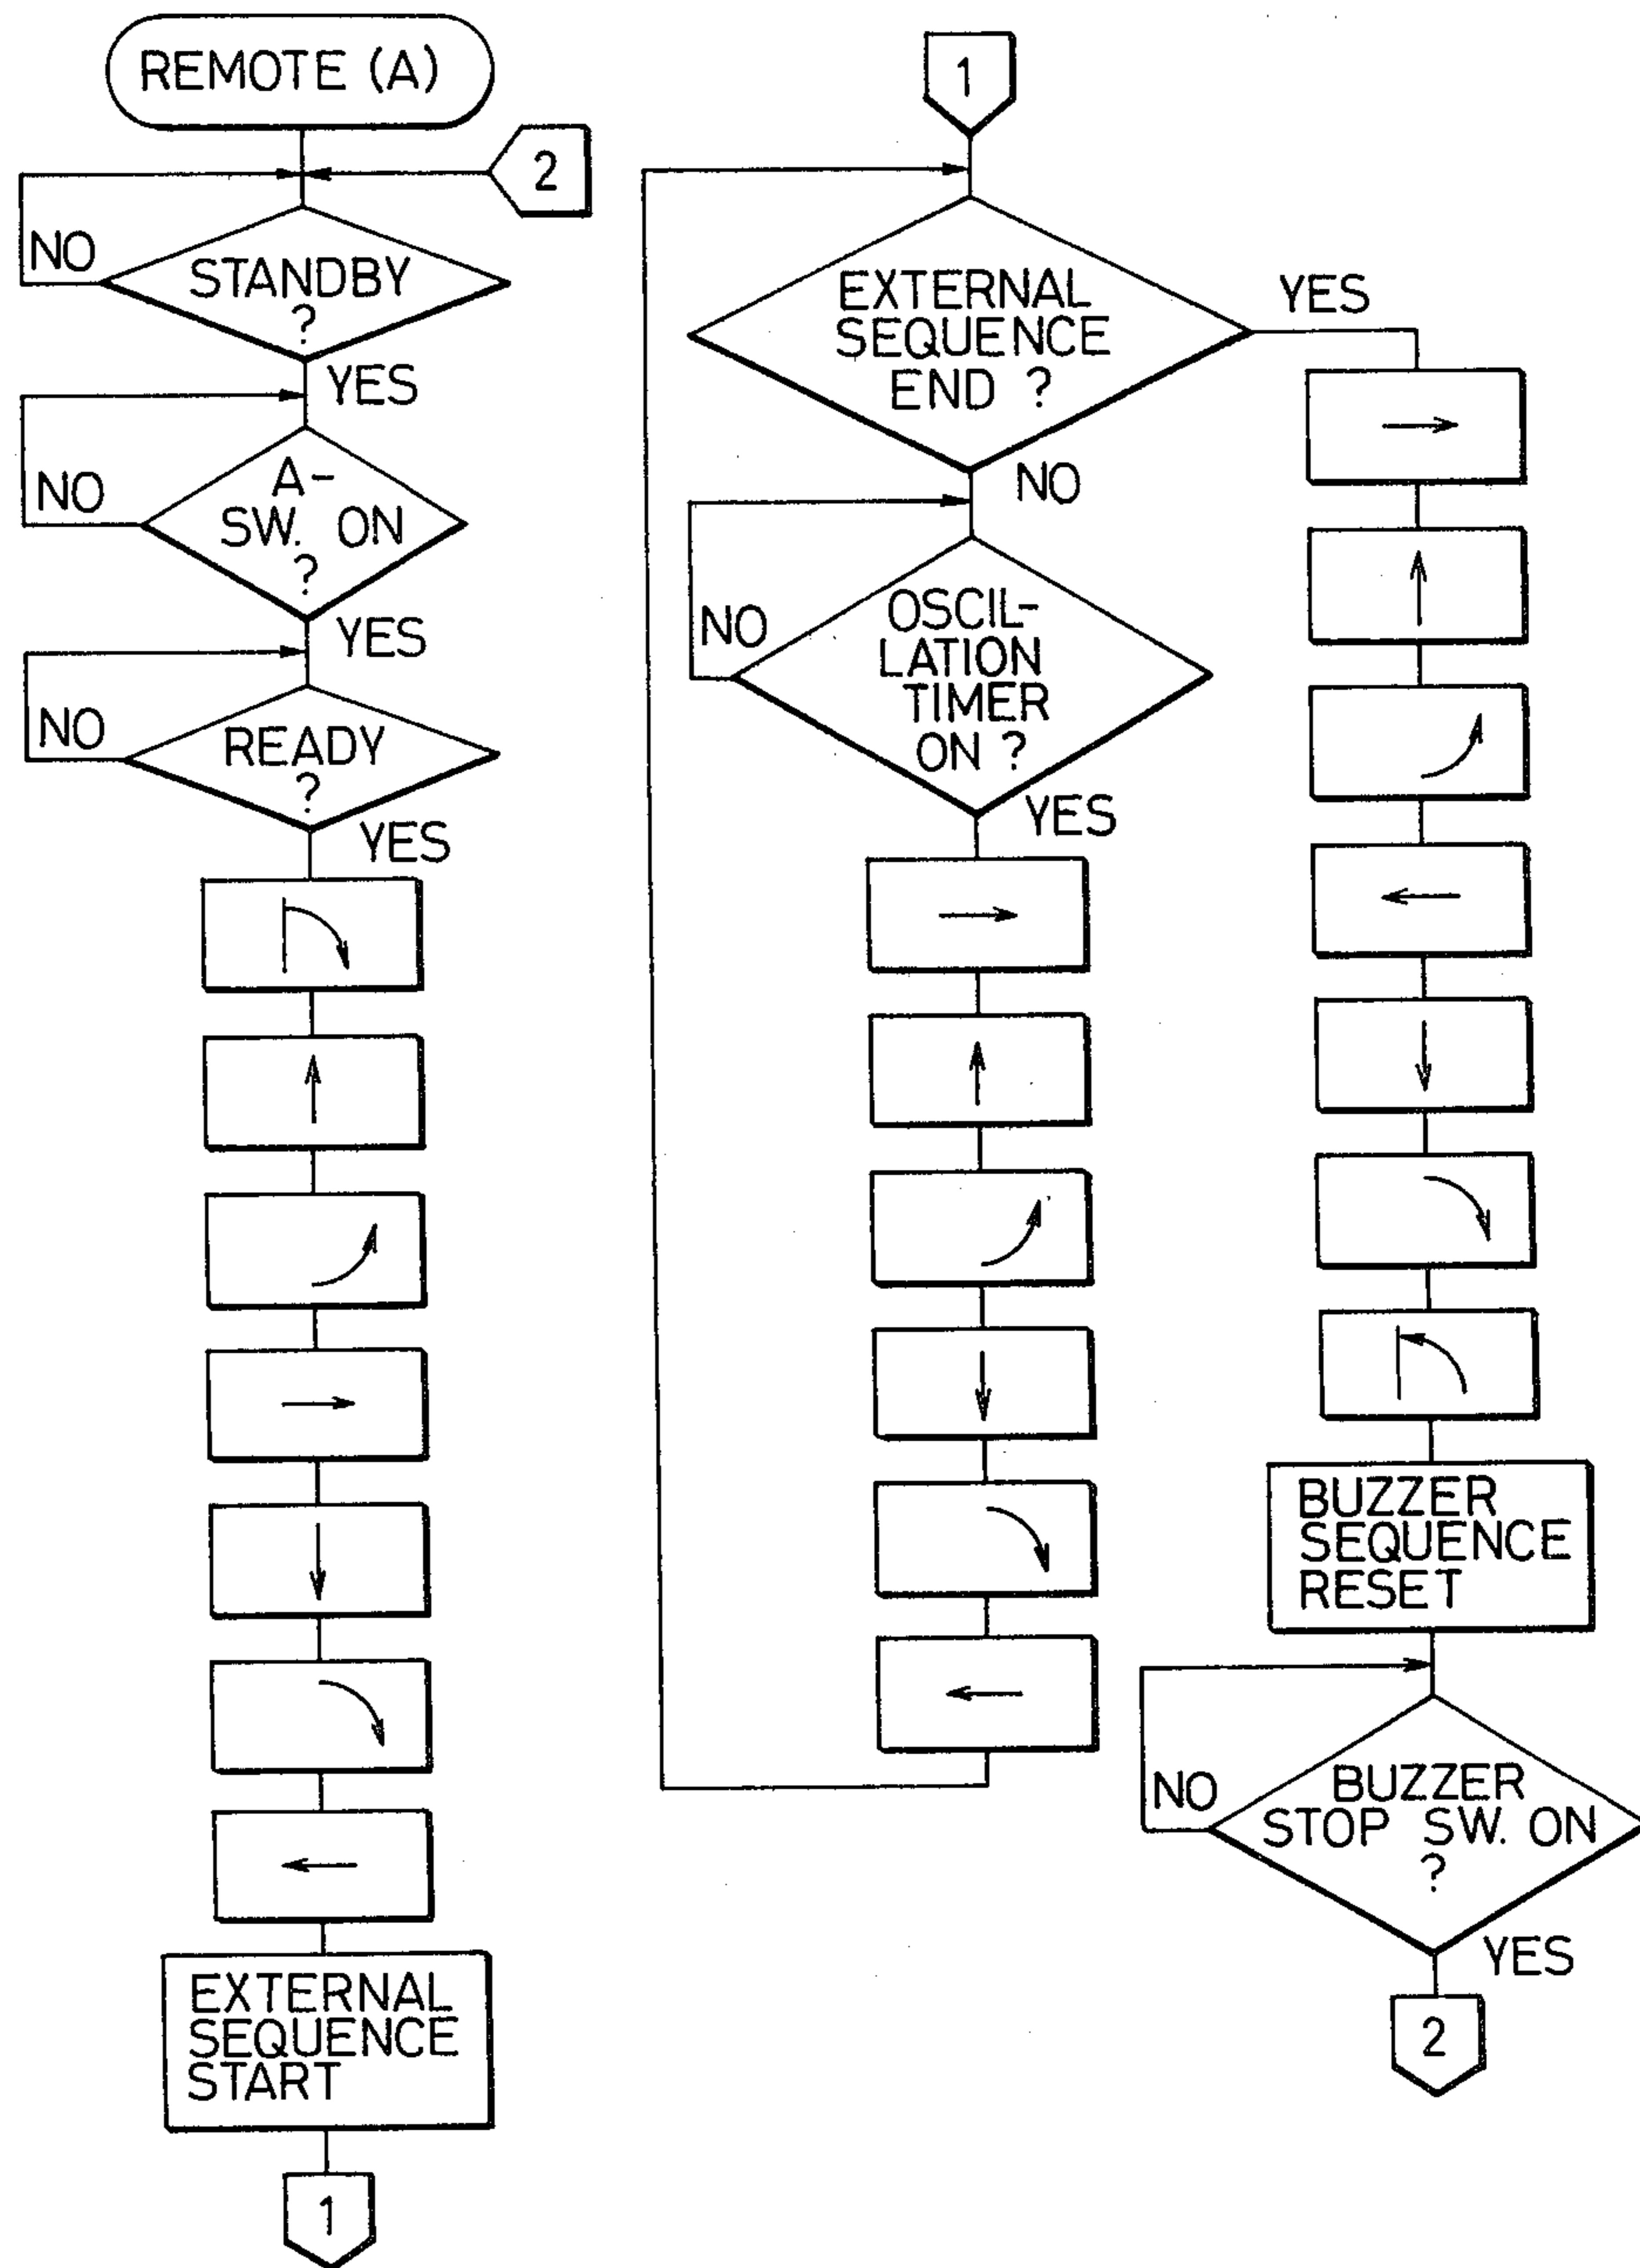 REMOTE (A)
2
NO
STANDBY
?
YES
NO
A-
SW. ON
?
YES
NO
READY
?
YES
EXTERNAL
SEQUENCE
START
1
1
EXTERNAL
SEQUENCE
END ?
YES
NO
NO
OSCIL-
LATION
TIMER
ON ?
YES
BUZZER
SEQUENCE
RESET
NO
BUZZER
STOP SW. ON
?
YES
2